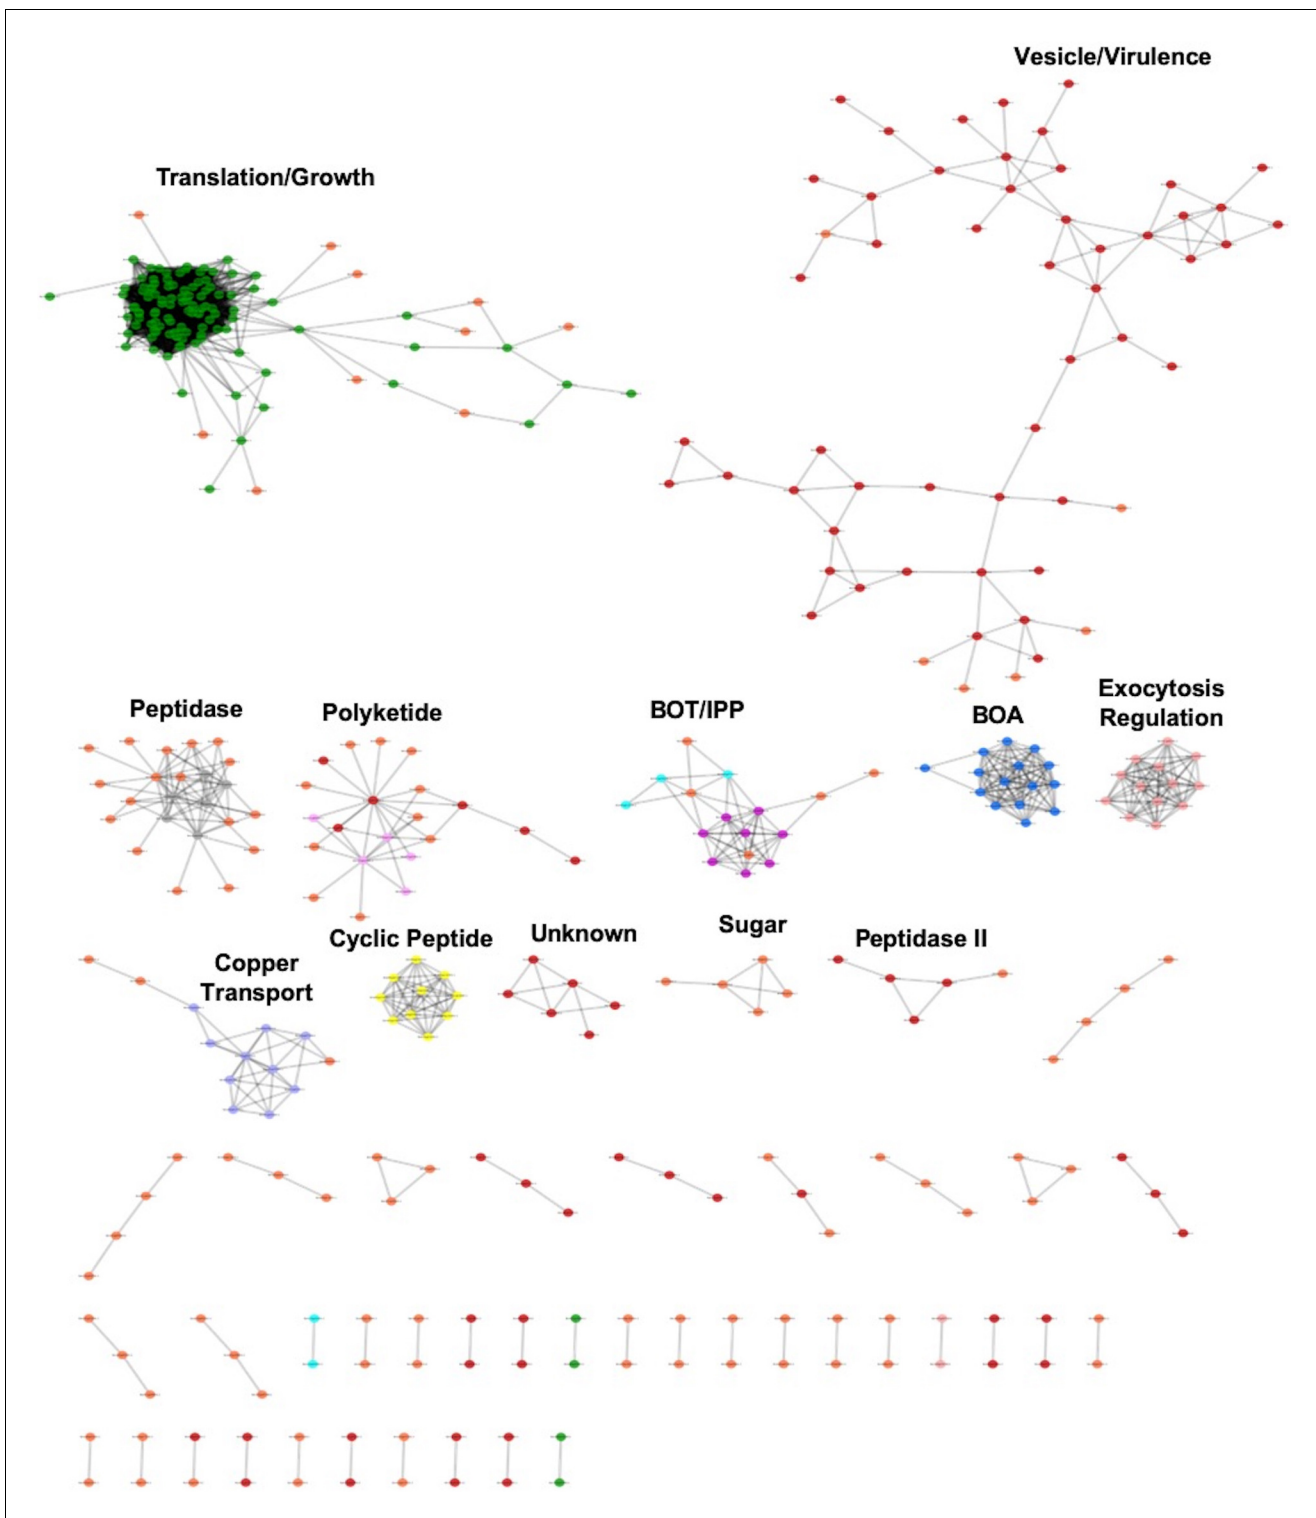 Vesicle/Virulence
Translation/Growth
Peptidase
Polyketide
BOT/IPP
BOA
Exocytosis
Regulation
Copper
Transport
Cyclic Peptide
Unknown
Sugar
Peptidase II